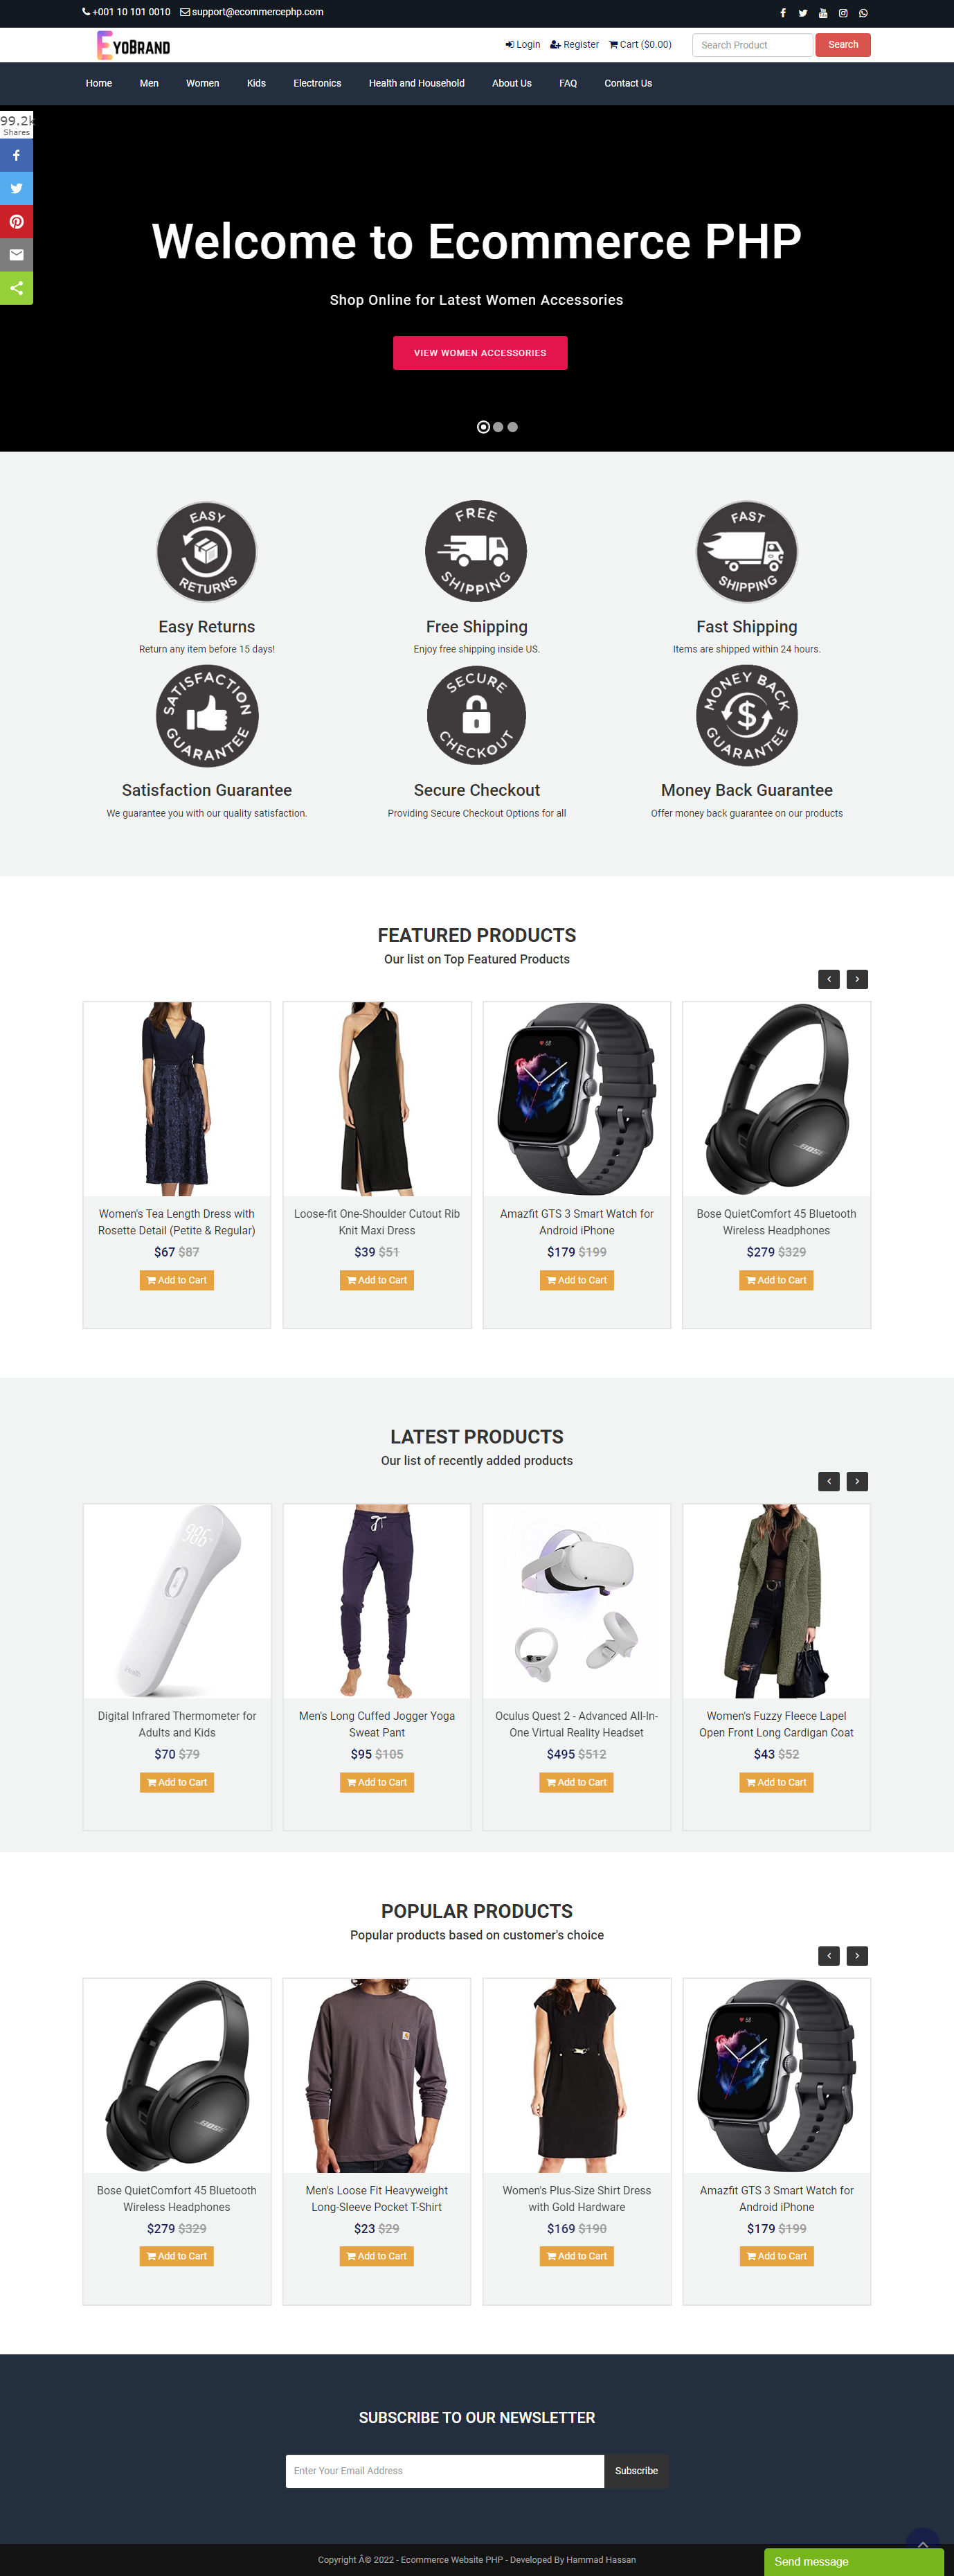 +001 10 101 0010 support@ecommercephp.com
EYOBRAND
Login Register Cart ($0.00) Search Product Search
Home Men Women Kids Electronics Health and Household About Us FAQ Contact Us
99.2k
Shares
Welcome to Ecommerce PHP
Shop Online for Latest Women Accessories
VIEW WOMEN ACCESSORIES
EASY RETURNS
FREE SHIPPING
FAST SHIPPING
Easy Returns Free Shipping Fast Shipping
Return any item before 15 days! Enjoy free shipping inside US. Items are shipped within 24 hours.
SATISFACTION GUARANTEE
SECURE CHECKOUT
MONEY BACK GUARANTEE
Satisfaction Guarantee Secure Checkout Money Back Guarantee
We guarantee you with our quality satisfaction. Providing Secure Checkout Options for all Offer money back guarantee on our products
FEATURED PRODUCTS
Our list on Top Featured Products
68
BOSE
Women's Tea Length Dress with
Rosette Detail (Petite & Regular)
$67 $87
Add to Cart
Loose-fit One-Shoulder Cutout Rib
Knit Maxi Dress
$39 $51
Add to Cart
Amazfit GTS 3 Smart Watch for
Android iPhone
$179 $199
Add to Cart
Bose QuietComfort 45 Bluetooth
Wireless Headphones
$279 $329
Add to Cart
LATEST PRODUCTS
Our list of recently added products
iHealth
Digital Infrared Thermometer for
Adults and Kids
$70 $79
Add to Cart
Men's Long Cuffed Jogger Yoga
Sweat Pant
$95 $105
Add to Cart
Oculus Quest 2 - Advanced All-In-
One Virtual Reality Headset
$495 $512
Add to Cart
Women's Fuzzy Fleece Lapel
Open Front Long Cardigan Coat
$43 $52
Add to Cart
POPULAR PRODUCTS
Popular products based on customer's choice
BOSE
68
Bose QuietComfort 45 Bluetooth
Wireless Headphones
$279 $329
Add to Cart
Men's Loose Fit Heavyweight
Long-Sleeve Pocket T-Shirt
$23 $29
Add to Cart
Women's Plus-Size Shirt Dress
with Gold Hardware
$169 $190
Add to Cart
Amazfit GTS 3 Smart Watch for
Android iPhone
$179 $199
Add to Cart
SUBSCRIBE TO OUR NEWSLETTER
Enter Your Email Address Subscribe
Copyright Â© 2022 - Ecommerce Website PHP - Developed By Hammad Hassan
Send message